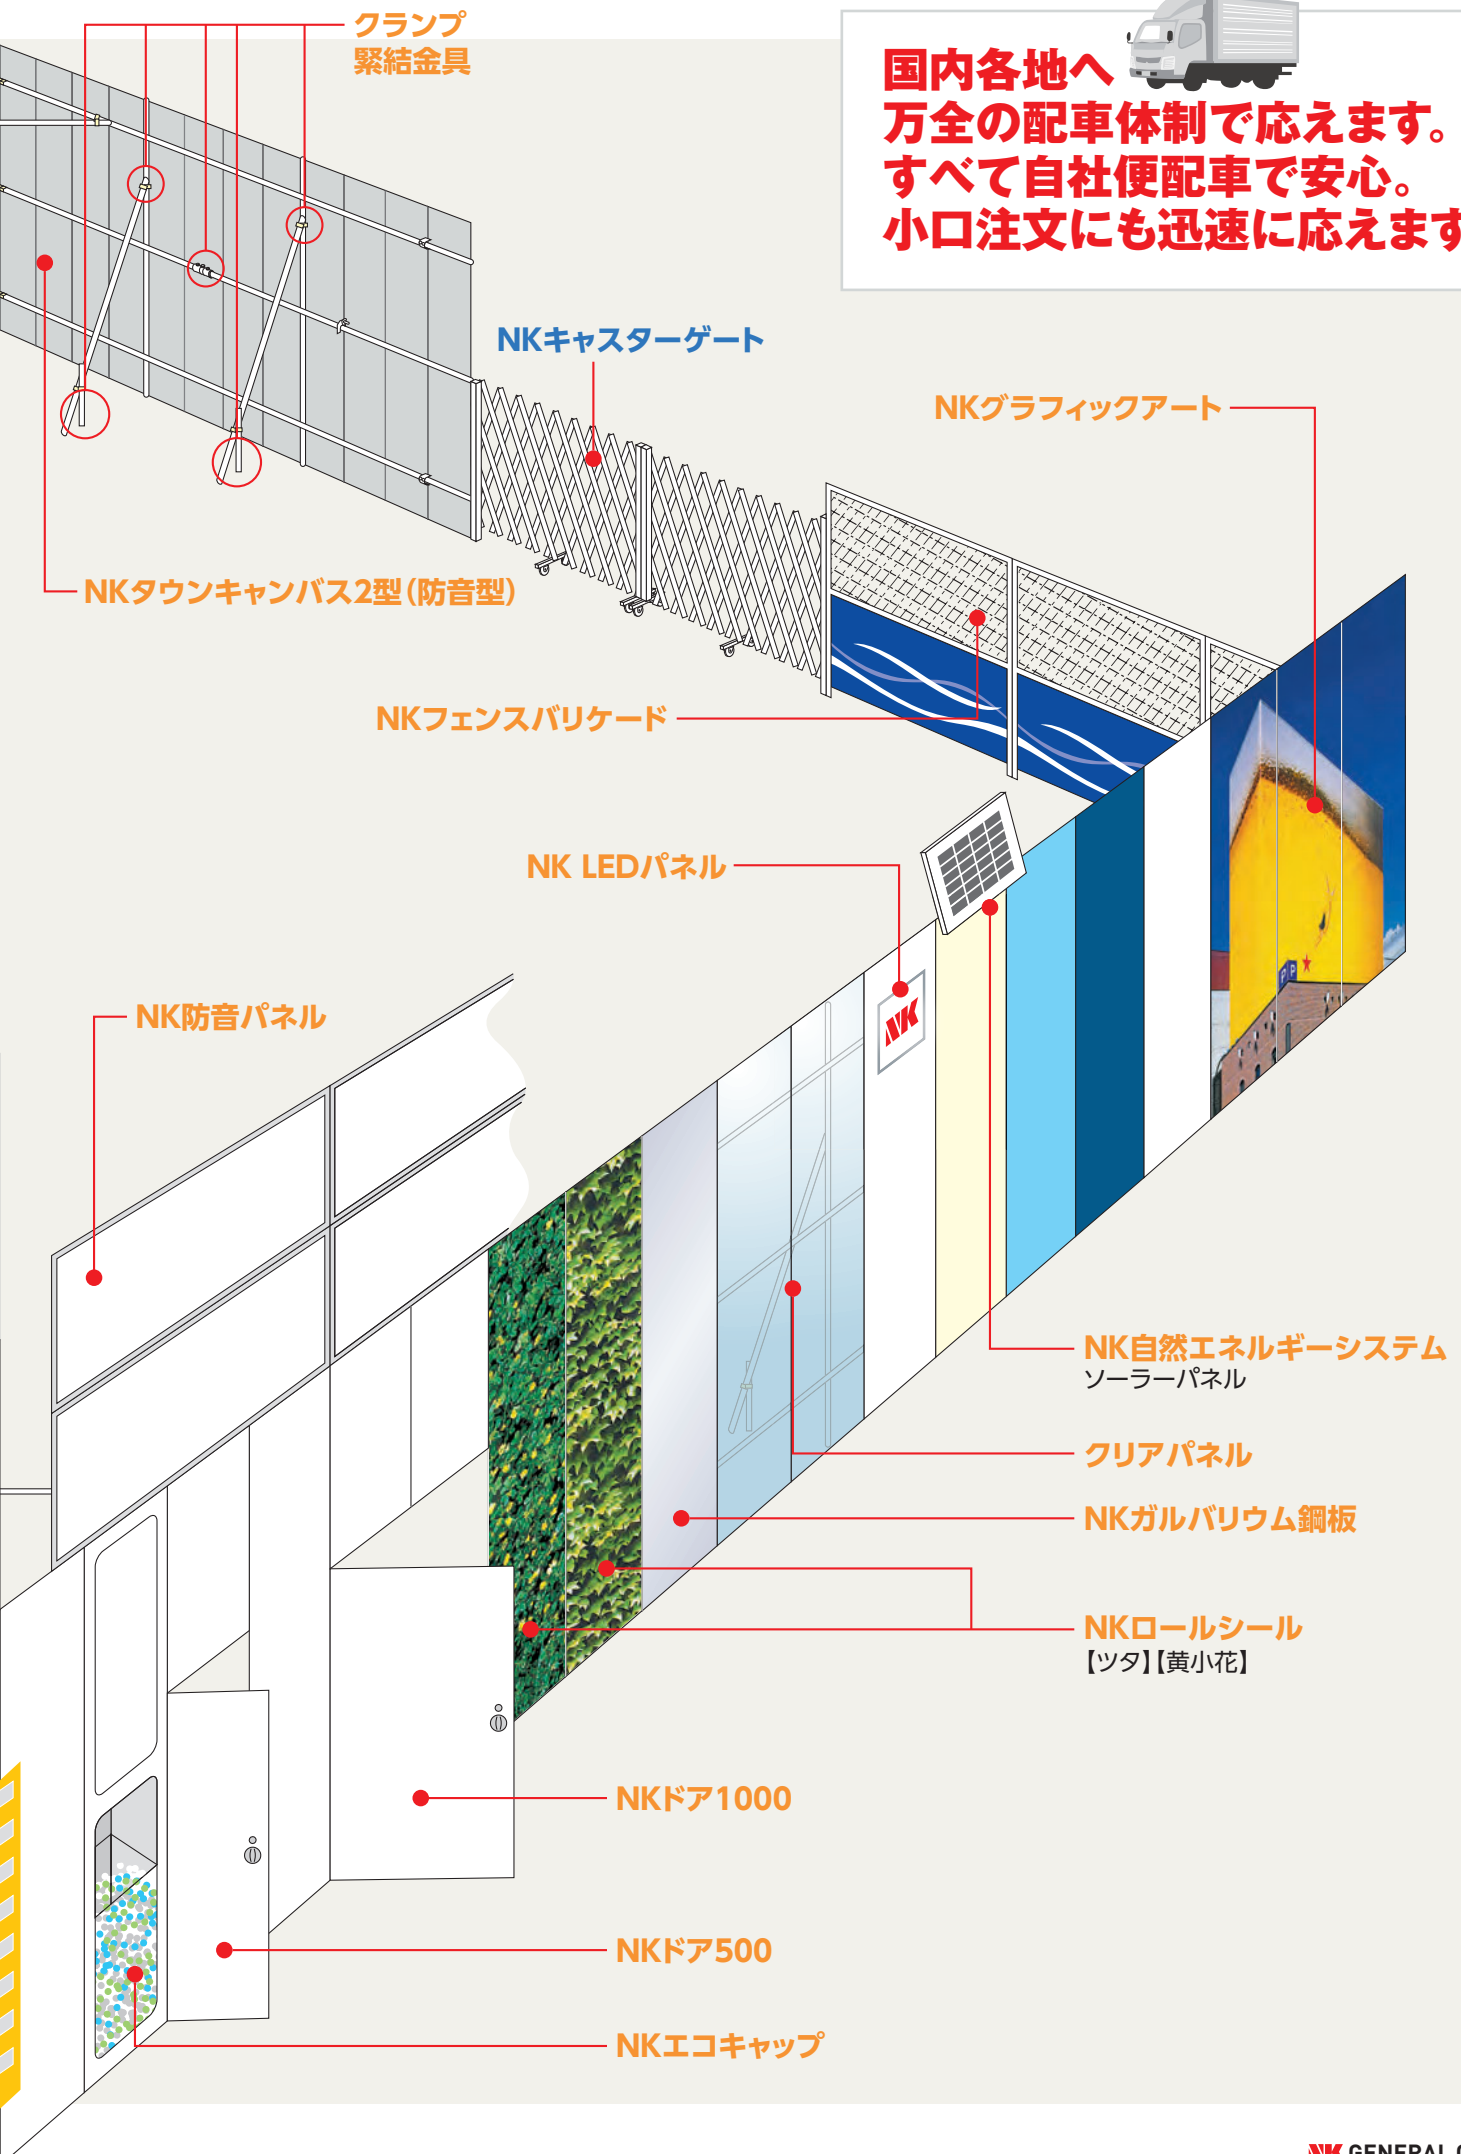 クランプ
緊結金具
国内各地へ
万全の配車体制で応えます。
すべて自社便配車で安心。
小口注文にも迅速に応えます
NKキャスターゲート
NKグラフィックアート
NKタウンキャンバス2型(防音型)
NKフェンスバリケード
NK LEDパネル
NK
P P
NK防音パネル
NK自然エネルギーシステム
ソーラーパネル
クリアパネル
NKガルバリウム鋼板
NKロールシール
【ツタ】【黄小花】
NKドア1000
NKドア500
NKエコキャップ
NK GENERAL